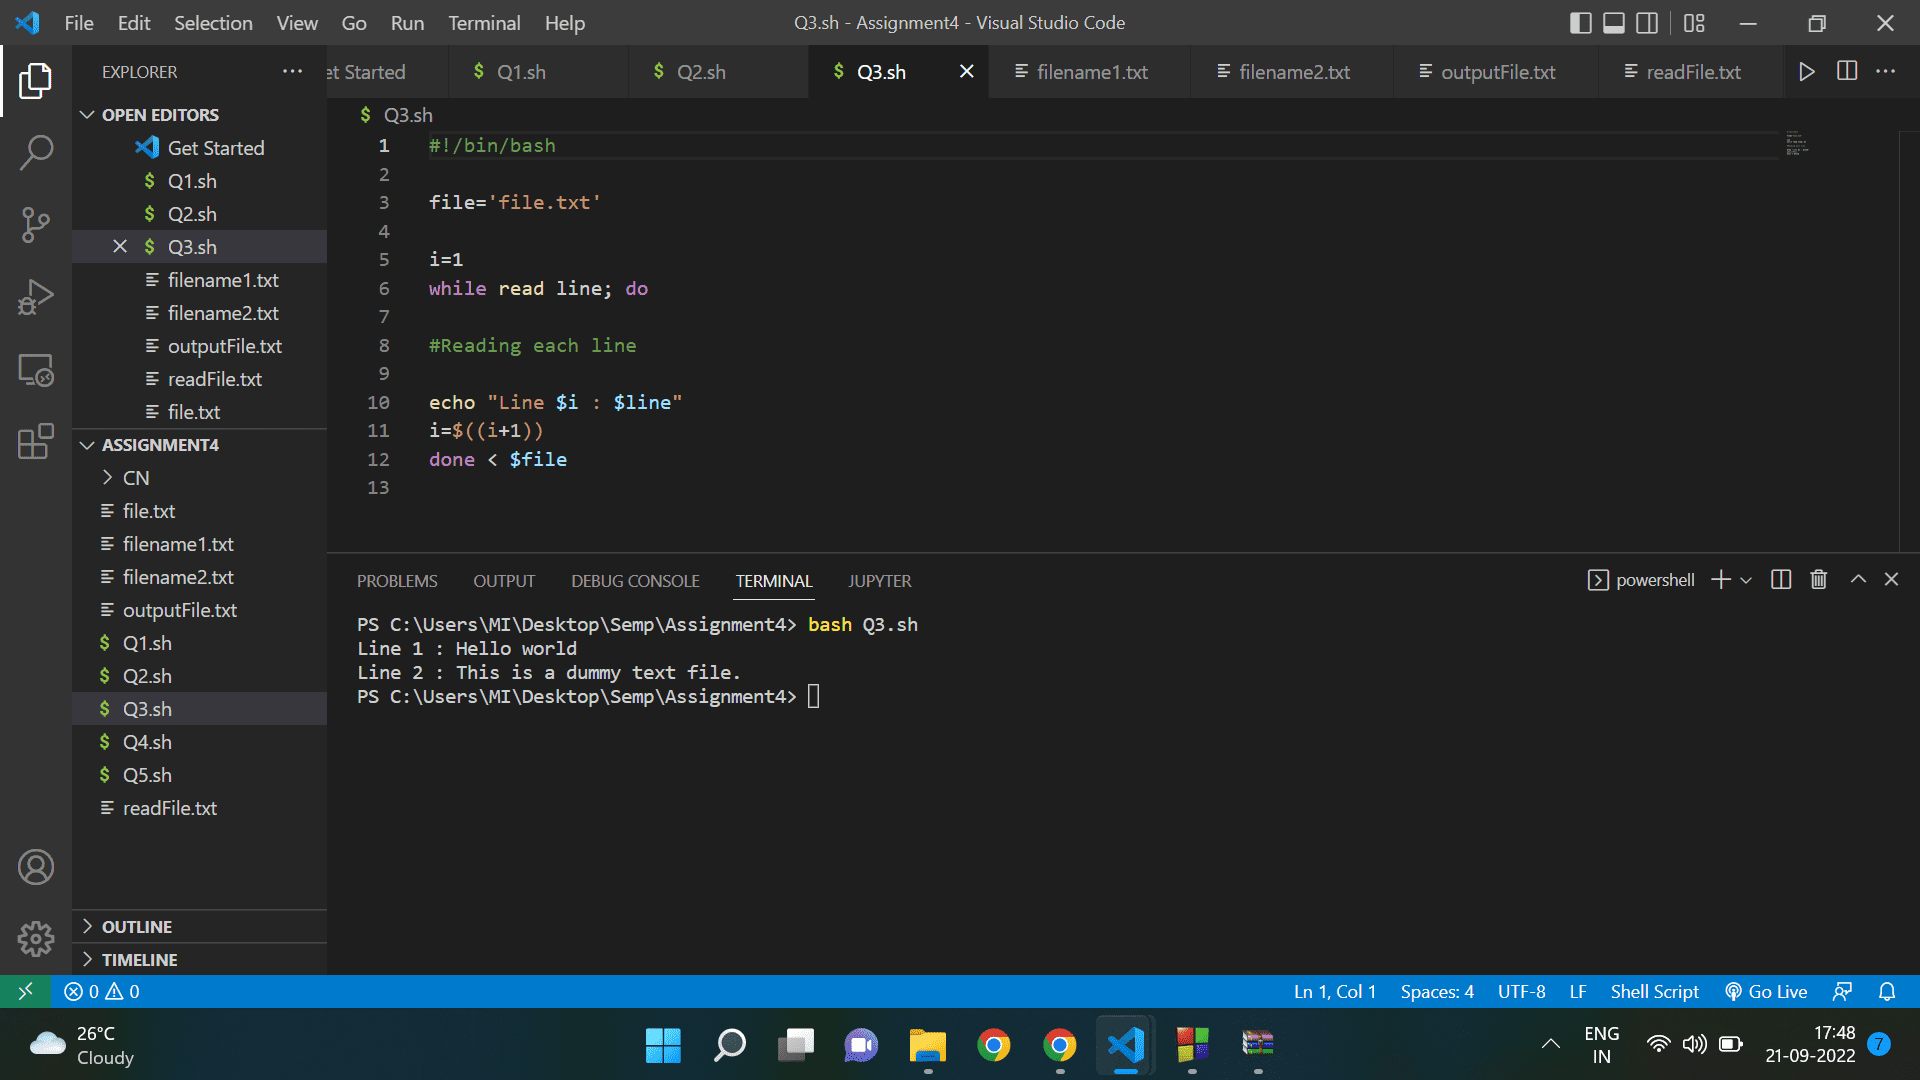 File Edit Selection View Go Run Terminal Help Q3.sh - Assignment4 - Visual Studio Code
EXPLORER
et Started Q1.sh Q2.sh Q3.sh filename1.txt filename2.txt outputFile.txt readFile.txt
OPEN EDITORS
Get Started
$ Q1.sh
$ Q2.sh
$ Q3.sh
filename1.txt
filename2.txt
outputFile.txt
readFile.txt
file.txt
ASSIGNMENT4
CN
file.txt
filename1.txt
filename2.txt
outputFile.txt
$ Q1.sh
$ Q2.sh
$ Q3.sh
$ Q4.sh
$ Q5.sh
readFile.txt
OUTLINE
TIMELINE
$ Q3.sh
1 #!/bin/bash
2
3 file='file.txt'
4
5 i=1
6 while read line; do
7
8 #Reading each line
9
10 echo "Line $i : $line"
11 i=$((i+1))
12 done < $file
13
PROBLEMS OUTPUT DEBUG CONSOLE TERMINAL JUPYTER powershell
PS C:\Users\MI\Desktop\Semp\Assignment4> bash Q3.sh
Line 1 : Hello world
Line 2 : This is a dummy text file.
PS C:\Users\MI\Desktop\Semp\Assignment4>
0 0 Ln 1, Col 1 Spaces: 4 UTF-8 LF Shell Script Go Live
26°C
Cloudy
ENG
IN
17:48
21-09-2022
7